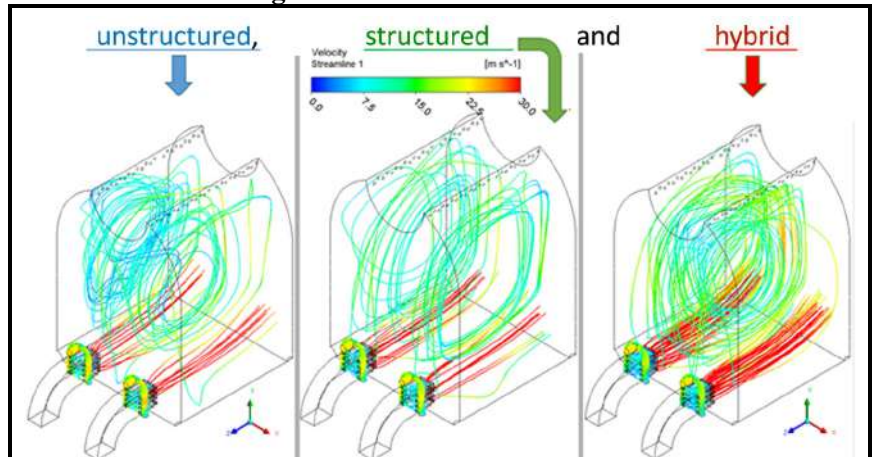 unstructured, structured and hybrid
Velocity
Streamline 1
[m s^-1]
0.0 7.5 15.0 22.5 30.0